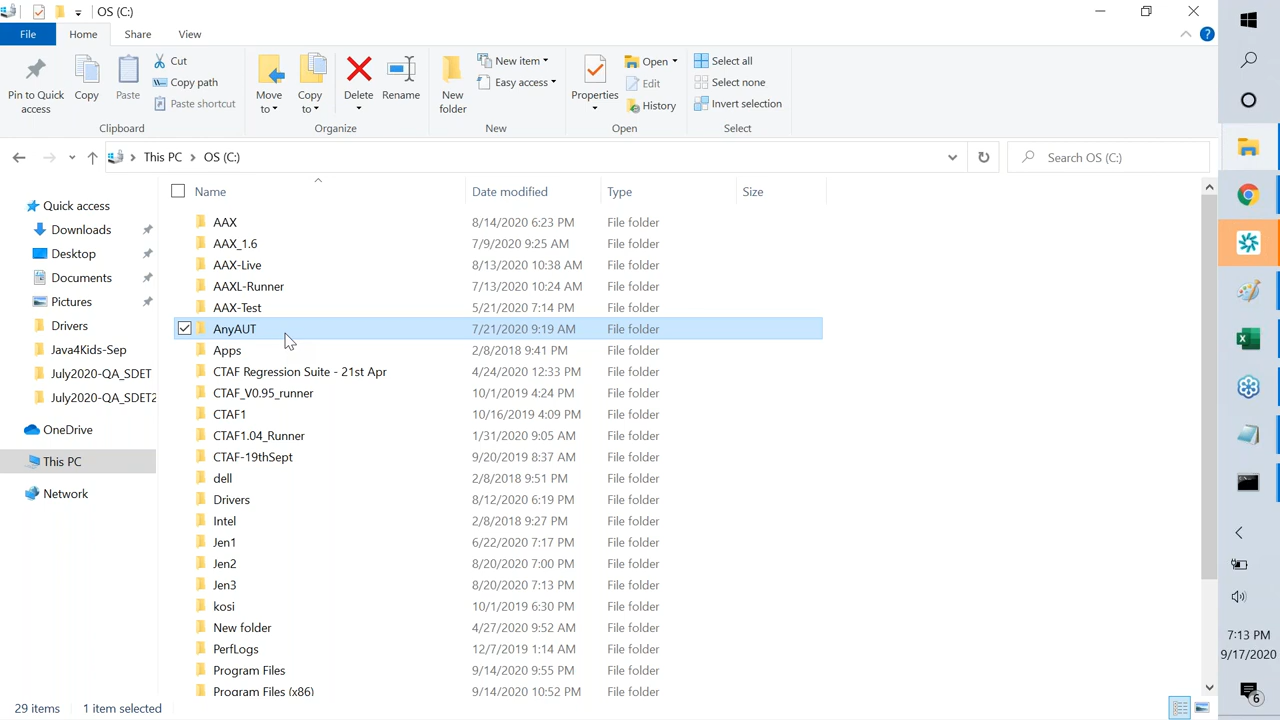 OS (C:)
File Home Share View
Pin to Quick access
Copy
Paste
Cut
Copy path
Paste shortcut
Clipboard
Move to
Copy to
Delete
Rename
Organize
New folder
New item
Easy access
New
Properties
Open
Edit
History
Open
Select all
Select none
Invert selection
Select
This PC OS (C:)
Search OS (C:)
Quick access
Downloads
Desktop
Documents
Pictures
Drivers
Java4Kids-Sep
July2020-QA_SDET
July2020-QA_SDET2
OneDrive
This PC
Network
Name Date modified Type Size
AAX 8/14/2020 6:23 PM File folder
AAX_1.6 7/9/2020 9:25 AM File folder
AAX-Live 8/13/2020 10:38 AM File folder
AAXL-Runner 7/13/2020 10:24 AM File folder
AAX-Test 5/21/2020 7:14 PM File folder
AnyAUT 7/21/2020 9:19 AM File folder
Apps 2/8/2018 9:41 PM File folder
CTAF Regression Suite - 21st Apr 4/24/2020 12:33 PM File folder
CTAF_V0.95_runner 10/1/2019 4:24 PM File folder
CTAF1 10/16/2019 4:09 PM File folder
CTAF1.04_Runner 1/31/2020 9:05 AM File folder
CTAF-19thSept 9/20/2019 8:37 AM File folder
dell 2/8/2018 9:51 PM File folder
Drivers 8/12/2020 6:19 PM File folder
Intel 2/8/2018 9:27 PM File folder
Jen1 6/22/2020 7:17 PM File folder
Jen2 8/20/2020 7:00 PM File folder
Jen3 8/20/2020 7:13 PM File folder
kosi 10/1/2019 6:30 PM File folder
New folder 4/27/2020 9:52 AM File folder
PerfLogs 12/7/2019 1:14 AM File folder
Program Files 9/14/2020 9:55 PM File folder
Program Files (x86) 9/14/2020 10:52 PM File folder
29 items 1 item selected
7:13 PM
9/17/2020
6